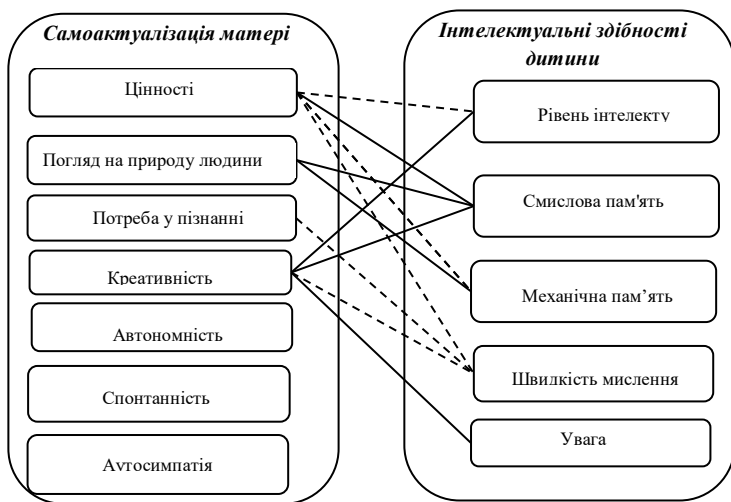 Самоактуалізація матері
Цінності
Погляд на природу людини
Потреба у пізнанні
Креативність
Автономність
Спонтанність
Аутосимпатія
Інтелектуальні здібності
дитини
Рівень інтелекту
Смислова пам'ять
Механічна пам’ять
Швидкість мислення
Увага